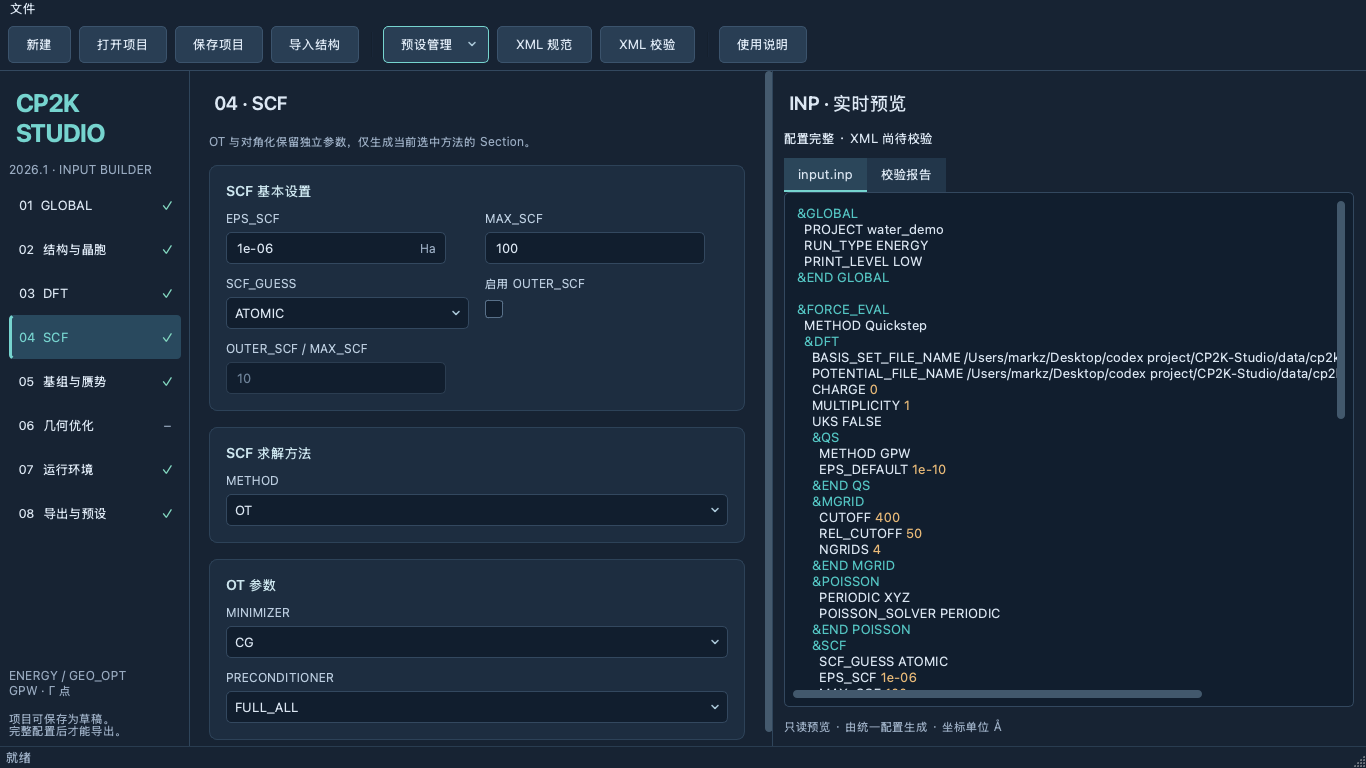 文件
新建
打开项目
保存项目
导入结构
预设管理
XML 规范
XML 校验
使用说明
CP2K
STUDIO
2026.1 · INPUT BUILDER
01 GLOBAL
02 结构与晶胞
03 DFT
04 SCF
05 基组与赝势
06 几何优化
07 运行环境
08 导出与预设
ENERGY / GEO_OPT
GPW · Γ 点
项目可保存为草稿。
完整配置后才能导出。
就绪
04 · SCF
OT 与对角化保留独立参数，仅生成当前选中方法的 Section。
SCF 基本设置
EPS_SCF
MAX_SCF
1e-06 Ha
100
SCF_GUESS
启用 OUTER_SCF
ATOMIC
OUTER_SCF / MAX_SCF
10
SCF 求解方法
METHOD
OT
OT 参数
MINIMIZER
CG
PRECONDITIONER
FULL_ALL
INP · 实时预览
配置完整 · XML 尚待校验
input.inp
校验报告
&GLOBAL
PROJECT water_demo
RUN_TYPE ENERGY
PRINT_LEVEL LOW
&END GLOBAL
&FORCE_EVAL
METHOD Quickstep
&DFT
BASIS_SET_FILE_NAME /Users/markz/Desktop/codex project/CP2K-Studio/data/cp2k
POTENTIAL_FILE_NAME /Users/markz/Desktop/codex project/CP2K-Studio/data/cp2
CHARGE 0
MULTIPLICITY 1
UKS FALSE
&QS
METHOD GPW
EPS_DEFAULT 1e-10
&END QS
&MGRID
CUTOFF 400
REL_CUTOFF 50
NGRIDS 4
&END MGRID
&POISSON
PERIODIC XYZ
POISSON_SOLVER PERIODIC
&END POISSON
&SCF
SCF_GUESS ATOMIC
EPS_SCF 1e-06
只读预览 · 由统一配置生成 · 坐标单位 Å